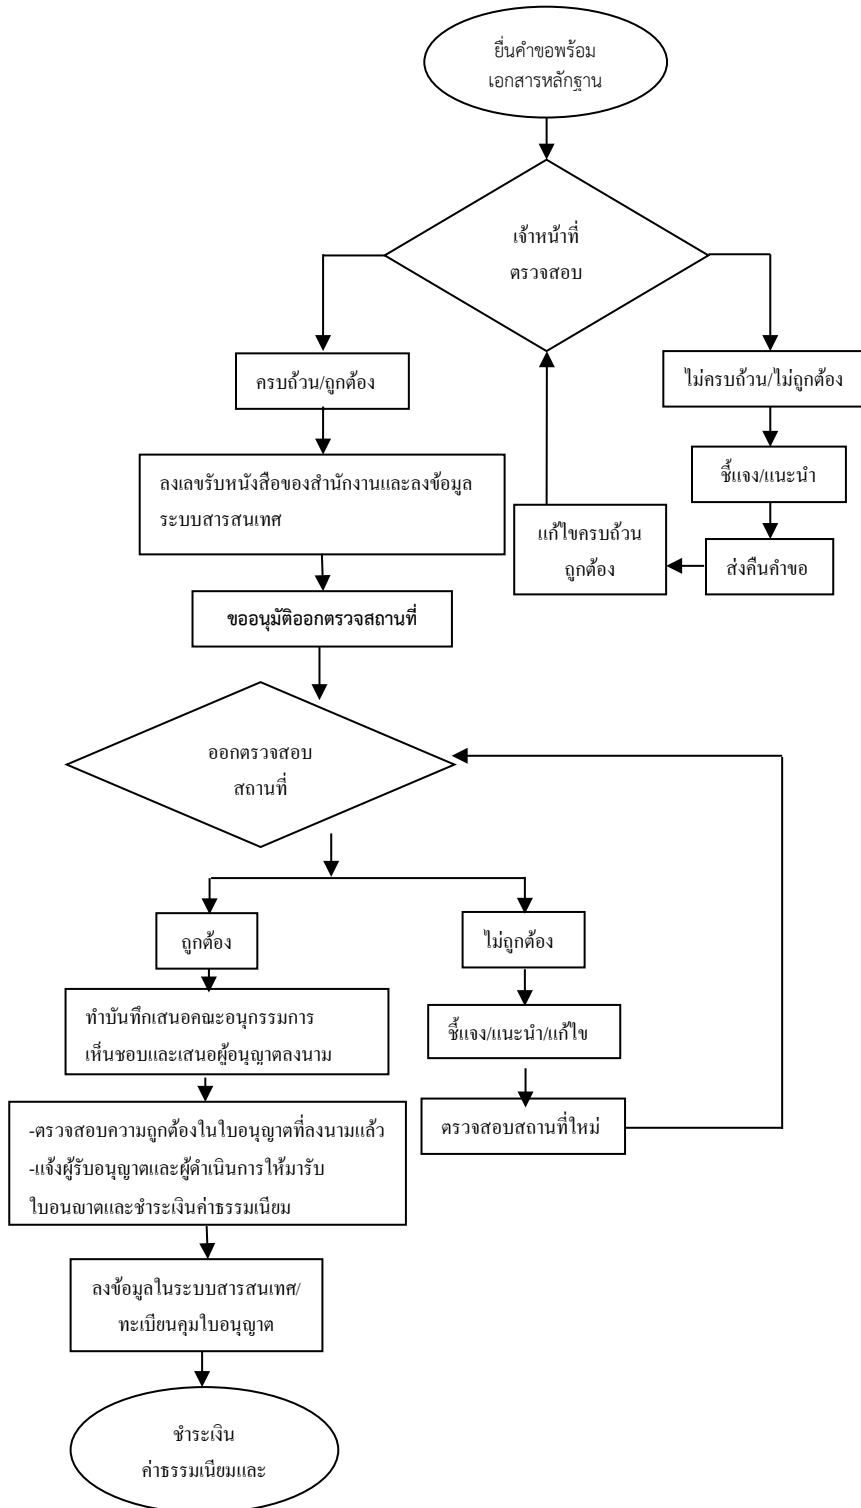 ยื่นคำขอพร้อม
เอกสารหลักฐาน
เจ้าหน้าที่
ตรวจสอบ
ครบถ้วน/ถูกต้อง
ไม่ครบถ้วน/ไม่ถูกต้อง
ชี้แจง/แนะนำ
ส่งคืนคำขอ
แก้ไขครบถ้วน
ถูกต้อง
ลงเลขรับหนังสือของสำนักงานและลงข้อมูล
ระบบสารสนเทศ
ขออนุมัติออกตรวจสถานที่
ออกตรวจสอบ
สถานที่
ถูกต้อง
ไม่ถูกต้อง
ทำบันทึกเสนอคณะอนุกรรมการ
เห็นชอบและเสนอผู้อนุญาตลงนาม
ชี้แจง/แนะนำ/แก้ไข
ตรวจสอบสถานที่ใหม่
-ตรวจสอบความถูกต้องในใบอนุญาตที่ลงนามแล้ว
-แจ้งผู้รับอนุญาตและผู้ดำเนินการให้มารับ
ใบอนญาตและชำระเงินค่าธรรมเนียม
ลงข้อมูลในระบบสารสนเทศ/
ทะเบียนคุมใบอนุญาต
ชำระเงิน
ค่าธรรมเนียมและ